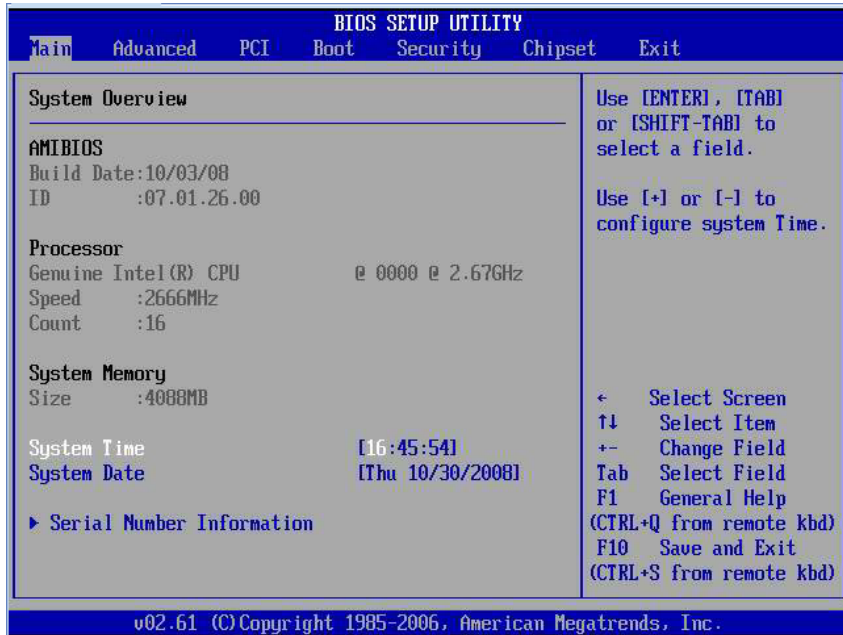 BIOS SETUP UTILITY
Main Advanced PCI Boot Security Chipset Exit
System Overview
AMIBIOS
Build Date:10/03/08
ID :07.01.26.00
Processor
Genuine Intel(R) CPU @ 0000 @ 2.67GHz
Speed :2666MHz
Count :16
System Memory
Size :4088MB
System Time [16:45:54]
System Date [Thu 10/30/2008]
▶ Serial Number Information
Use [ENTER], [TAB]
or [SHIFT-TAB] to
select a field.
Use [+] or [-] to
configure system Time.
← Select Screen
↑↓ Select Item
+- Change Field
Tab Select Field
F1 General Help
(CTRL+Q from remote kbd)
F10 Save and Exit
(CTRL+S from remote kbd)
v02.61 (C)Copyright 1985-2006, American Megatrends, Inc.